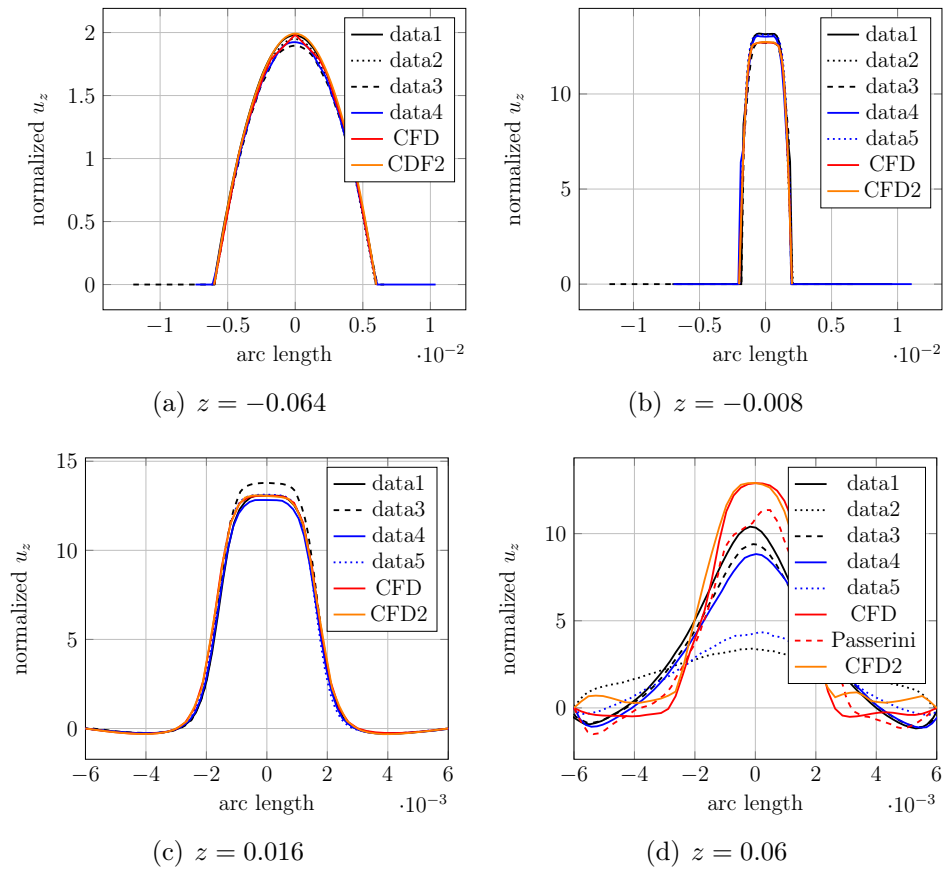 2
1.5
1
0.5
0
normalized u_z
data1
data2
data3
data4
CFD
CDF2
−1 −0.5 0 0.5 1
·10^−2
arc length
(a) z = −0.064
10
5
0
normalized u_z
data1
data2
data3
data4
data5
CFD
CFD2
−1 −0.5 0 0.5 1
·10^−2
arc length
(b) z = −0.008
15
10
5
0
normalized u_z
data1
data3
data4
data5
CFD
CFD2
−6 −4 −2 0 2 4 6
·10^−3
arc length
(c) z = 0.016
10
5
0
normalized u_z
data1
data2
data3
data4
data5
CFD
Passerini
CFD2
−6 −4 −2 0 2 4 6
·10^−3
arc length
(d) z = 0.06